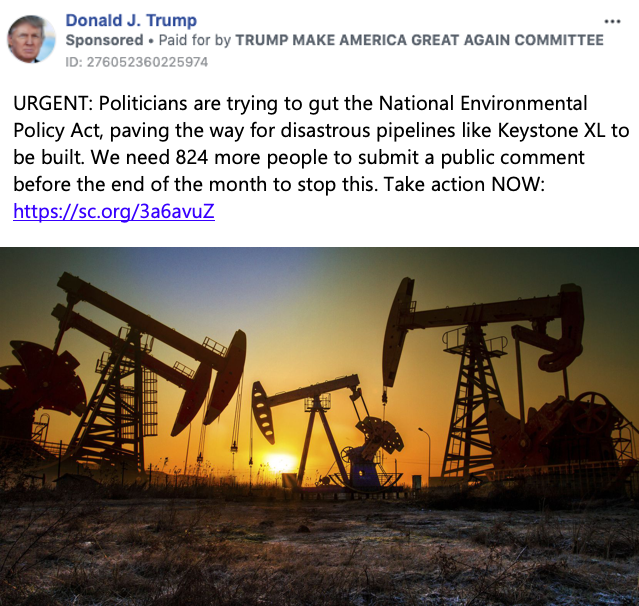 Donald J. Trump
Sponsored • Paid for by TRUMP MAKE AMERICA GREAT AGAIN COMMITTEE
ID: 276052360225974
URGENT: Politicians are trying to gut the National Environmental
Policy Act, paving the way for disastrous pipelines like Keystone XL to
be built. We need 824 more people to submit a public comment
before the end of the month to stop this. Take action NOW:
https://sc.org/3a6avuZ